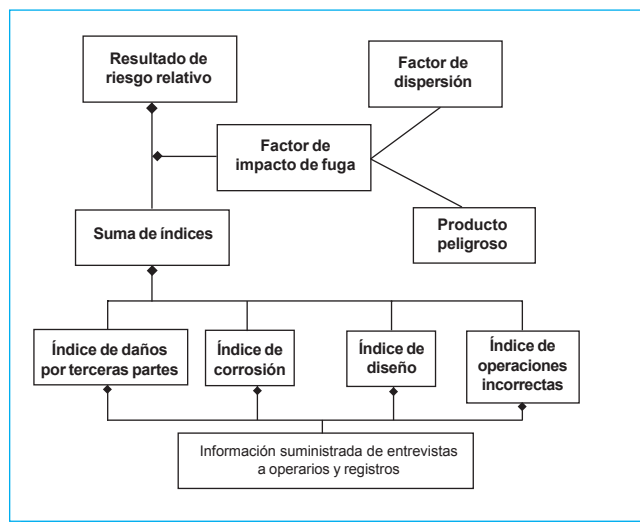 Resultado de
riesgo relativo
Factor de
dispersión
Factor de
impacto de fuga
Suma de índices
Producto
peligroso
Índice de daños
por terceras partes
Índice de
corrosión
Índice de
diseño
Índice de
operaciones
incorrectas
Información suministrada de entrevistas
a operarios y registros